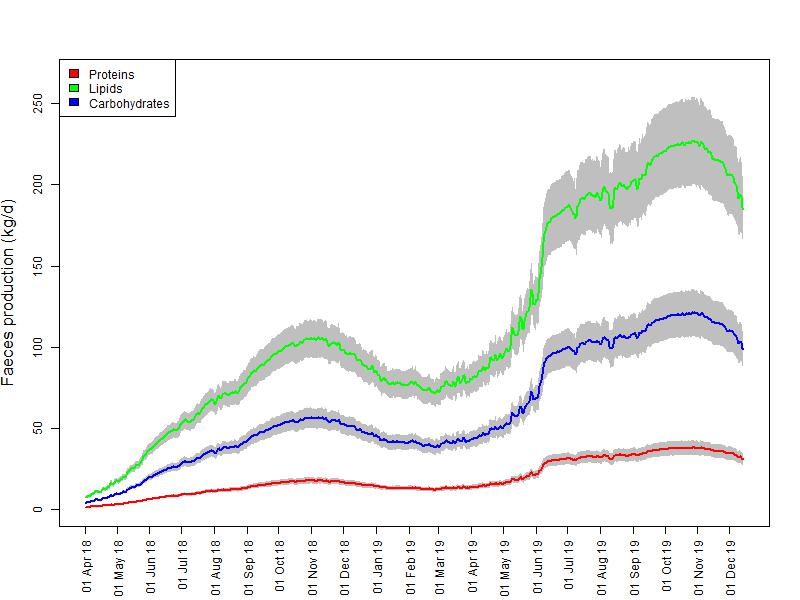 Proteins
Lipids
Carbohydrates
Faeces production (kg/d)
250
200
150
100
50
0
01 Apr 18
01 May 18
01 Jun 18
01 Jul 18
01 Aug 18
01 Sep 18
01 Oct 18
01 Nov 18
01 Dec 18
01 Jan 19
01 Feb 19
01 Mar 19
01 Apr 19
01 May 19
01 Jun 19
01 Jul 19
01 Aug 19
01 Sep 19
01 Oct 19
01 Nov 19
01 Dec 19